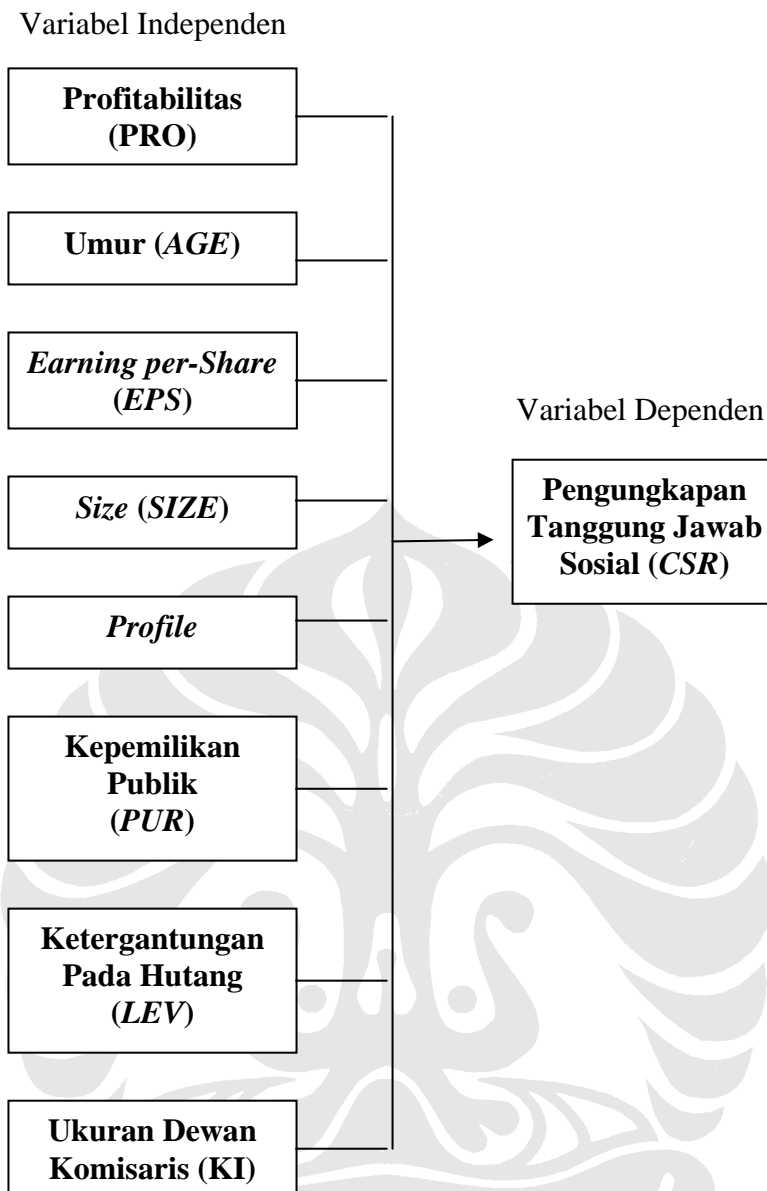 Variabel Independen
Profitabilitas
(PRO)
Umur (AGE)
Earning per-Share
(EPS)
Size (SIZE)
Profile
Kepemilikan
Publik
(PUR)
Ketergantungan
Pada Hutang
(LEV)
Ukuran Dewan
Komisaris (KI)
Variabel Dependen
Pengungkapan
Tanggung Jawab
Sosial (CSR)